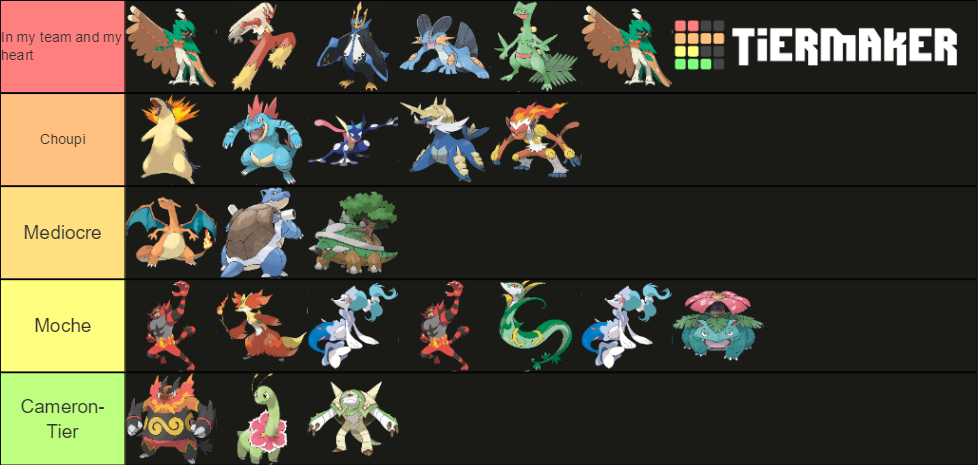 In my team and my
heart
TiERMAKER
Choupi
Mediocre
Moche
Cameron-
Tier